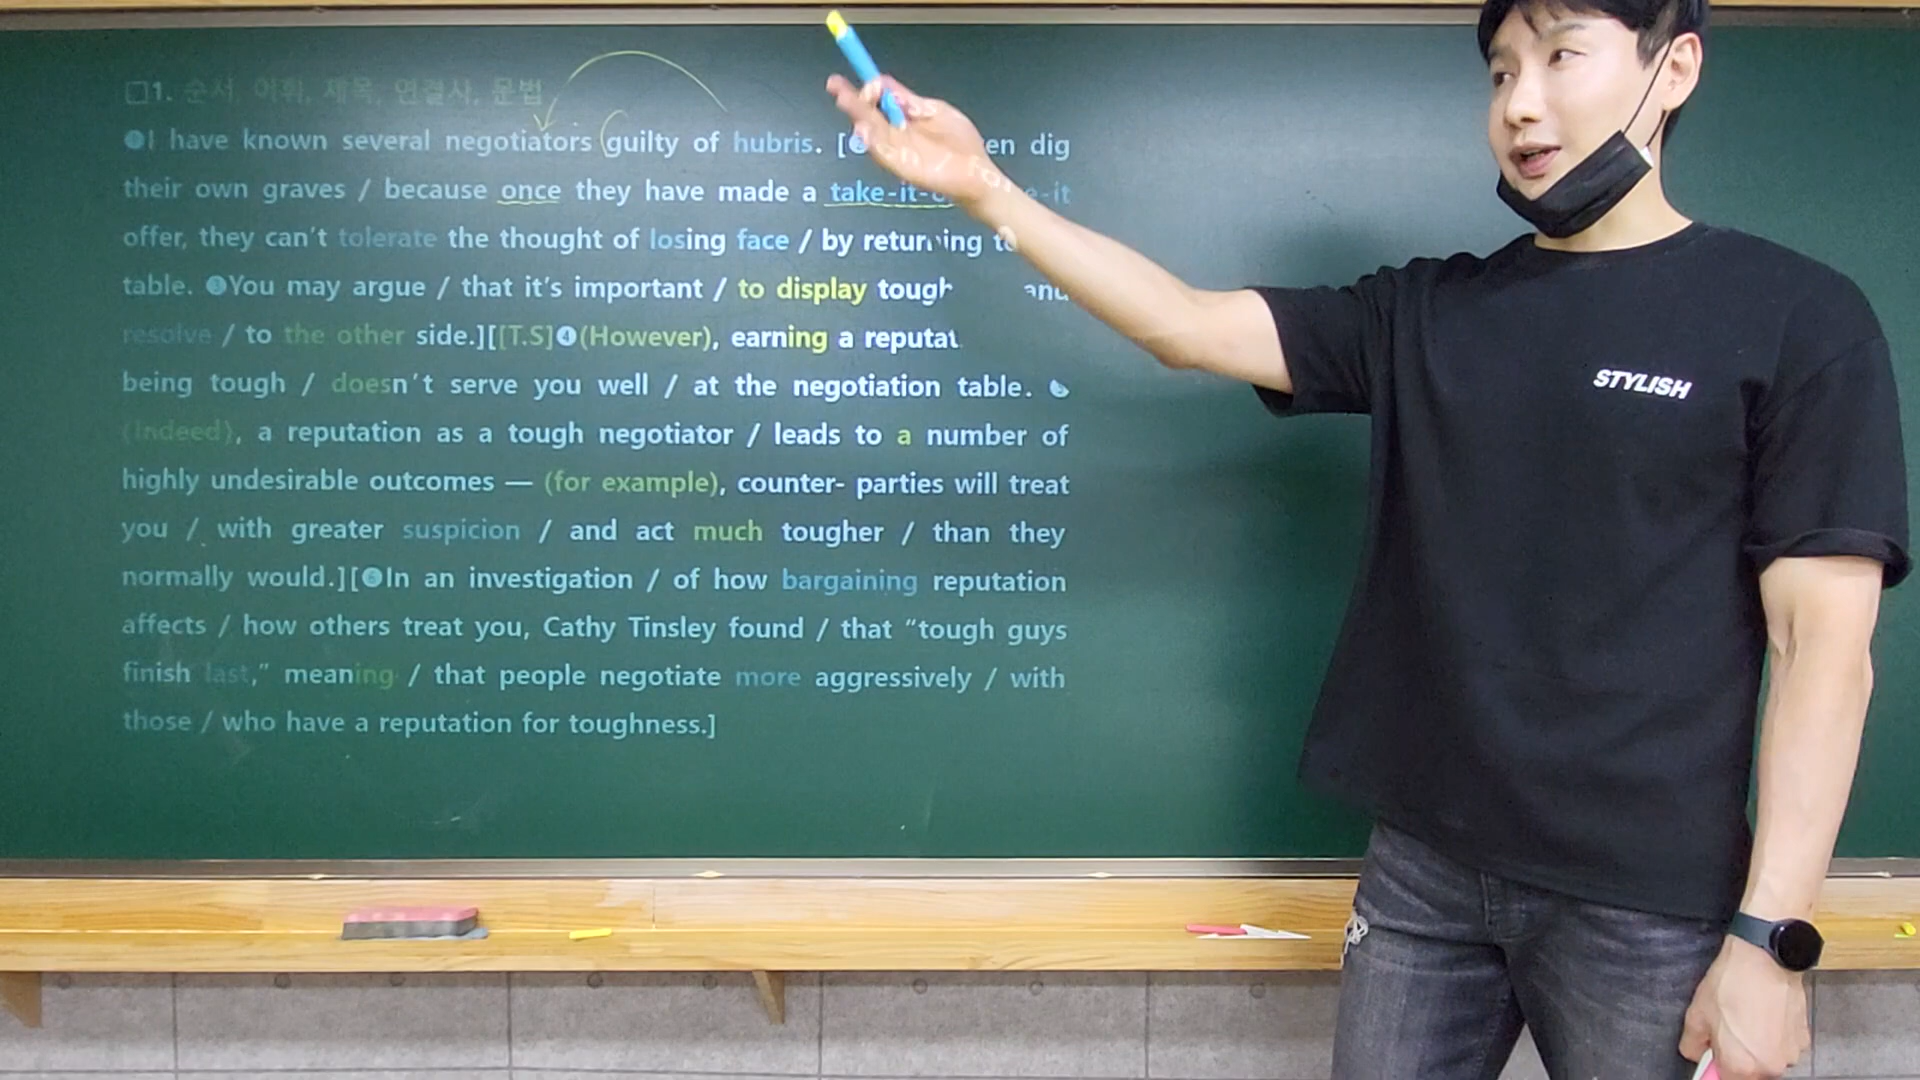 □1. 순서, 어휘, 제목, 연결사, 문법
❶I have known several negotiators guilty of hubris. [❷ en dig
their own graves / because once they have made a take-it-o e-it
offer, they can't tolerate the thought of losing face / by returning to
table. ❸You may argue / that it's important / to display tough and
resolve / to the other side.][[T.S]❹(However), earning a reputat
being tough / doesn't serve you well / at the negotiation table. ❺
(Indeed), a reputation as a tough negotiator / leads to a number of
highly undesirable outcomes — (for example), counter- parties will treat
you / with greater suspicion / and act much tougher / than they
normally would.][❻In an investigation / of how bargaining reputation
affects / how others treat you, Cathy Tinsley found / that “tough guys
finish last,” meaning / that people negotiate more aggressively / with
those / who have a reputation for toughness.]
STYLISH